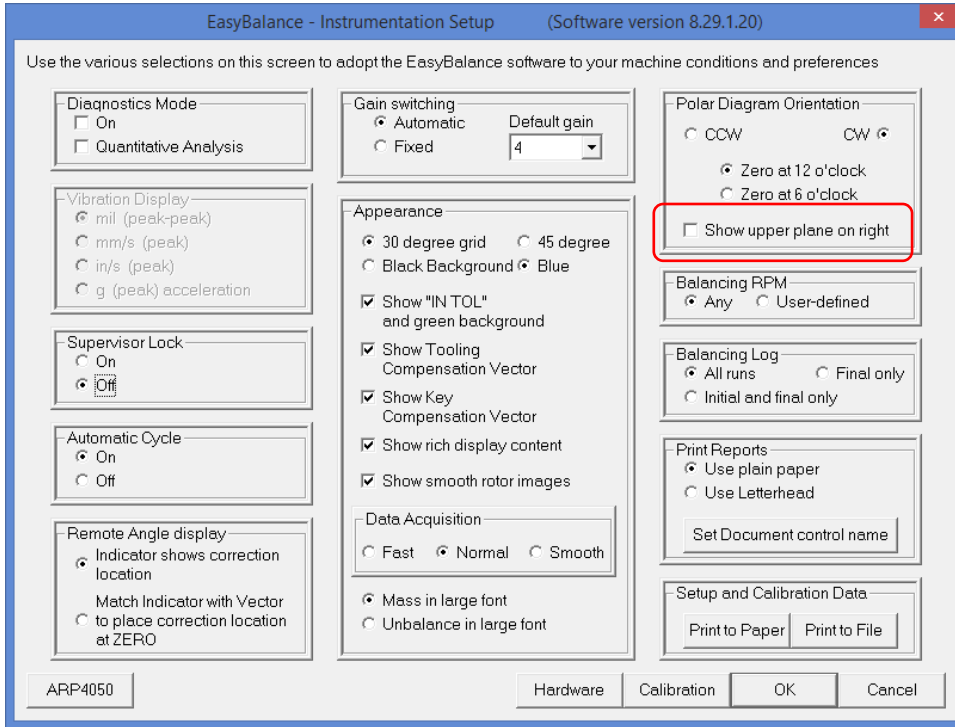 EasyBalance - Instrumentation Setup (Software version 8.29.1.20)
Use the various selections on this screen to adopt the EasyBalance software to your machine conditions and preferences
Diagnostics Mode
On
Quantitative Analysis
Vibration Display
mil (peak-peak)
mm/s (peak)
in/s (peak)
g (peak) acceleration
Supervisor Lock
On
Off
Automatic Cycle
On
Off
Remote Angle display
Indicator shows correction
location
Match Indicator with Vector
to place correction location
at ZERO
Gain switching
Automatic
Fixed
Default gain
4
Appearance
30 degree grid 45 degree
Black Background Blue
Show "IN TOL"
and green background
Show Tooling
Compensation Vector
Show Key
Compensation Vector
Show rich display content
Show smooth rotor images
Data Acquisition
Fast Normal Smooth
Mass in large font
Unbalance in large font
Polar Diagram Orientation
CCW CW
Zero at 12 o'clock
Zero at 6 o'clock
Show upper plane on right
Balancing RPM
Any User-defined
Balancing Log
All runs Final only
Initial and final only
Print Reports
Use plain paper
Use Letterhead
Set Document control name
Setup and Calibration Data
Print to Paper Print to File
ARP4050 Hardware Calibration OK Cancel